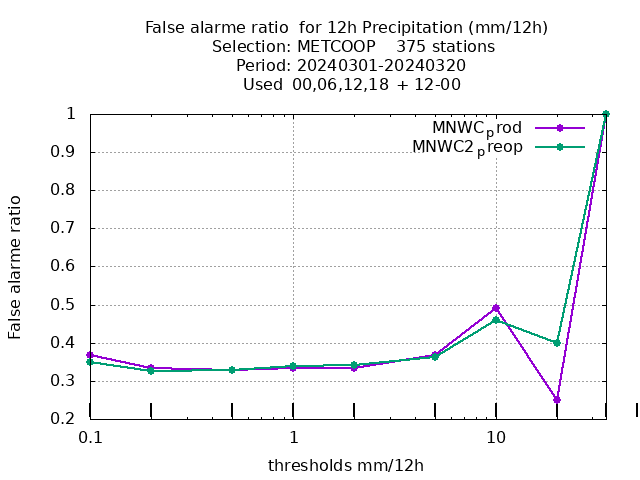 False alarme ratio  for 12h Precipitation (mm/12h)
Selection: METCOOP    375 stations
Period: 20240301-20240320
Used  00,06,12,18  + 12-00
MNWC_prod
MNWC2_preop
1
0.9
0.8
0.7
0.6
0.5
0.4
0.3
0.2
False alarme ratio
0.1 1 10
thresholds mm/12h